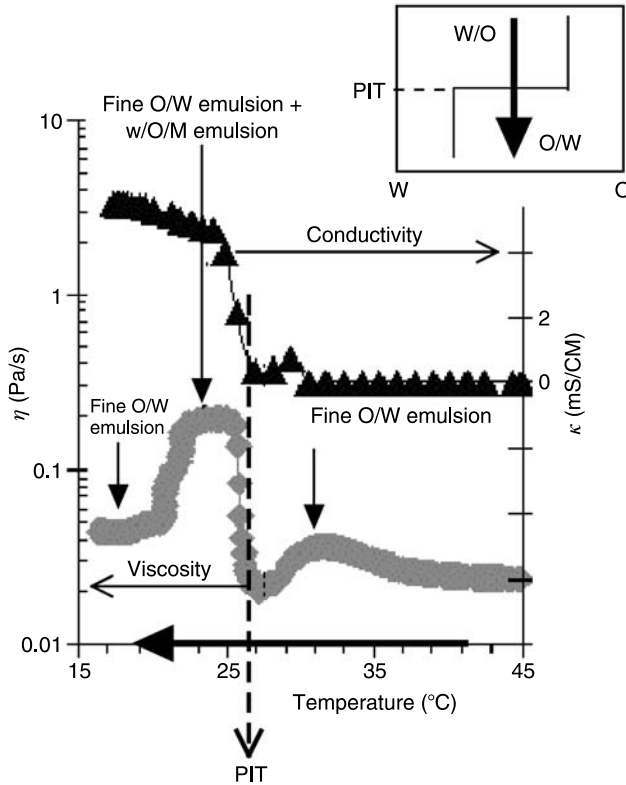 W/O
PIT
O/W
W
O
Fine O/W emulsion +
w/O/M emulsion
10
1
0.1
0.01
η (Pa/s)
Conductivity
2
0
κ (mS/CM)
Fine O/W
emulsion
Fine O/W emulsion
Viscosity
15
25
35
45
Temperature (°C)
PIT